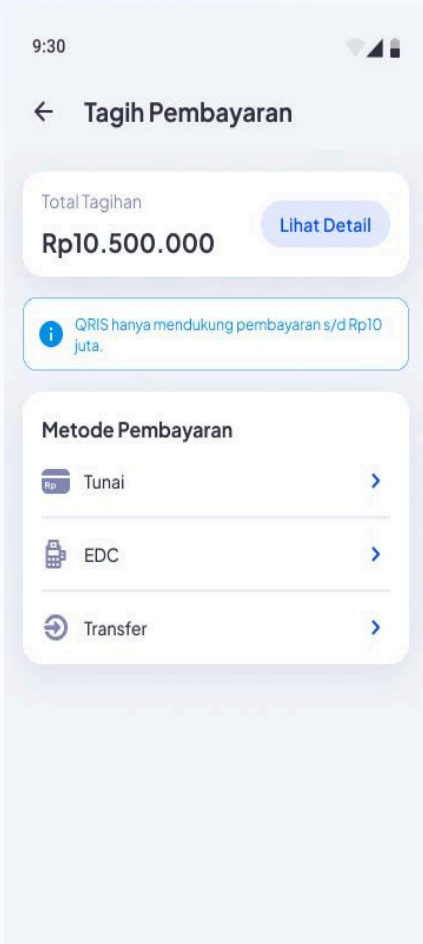 9:30
Tagih Pembayaran
Total Tagihan
Rp10.500.000
Lihat Detail
QRIS hanya mendukung pembayaran s/d Rp10
juta.
Metode Pembayaran
Rp
Tunai
EDC
Transfer